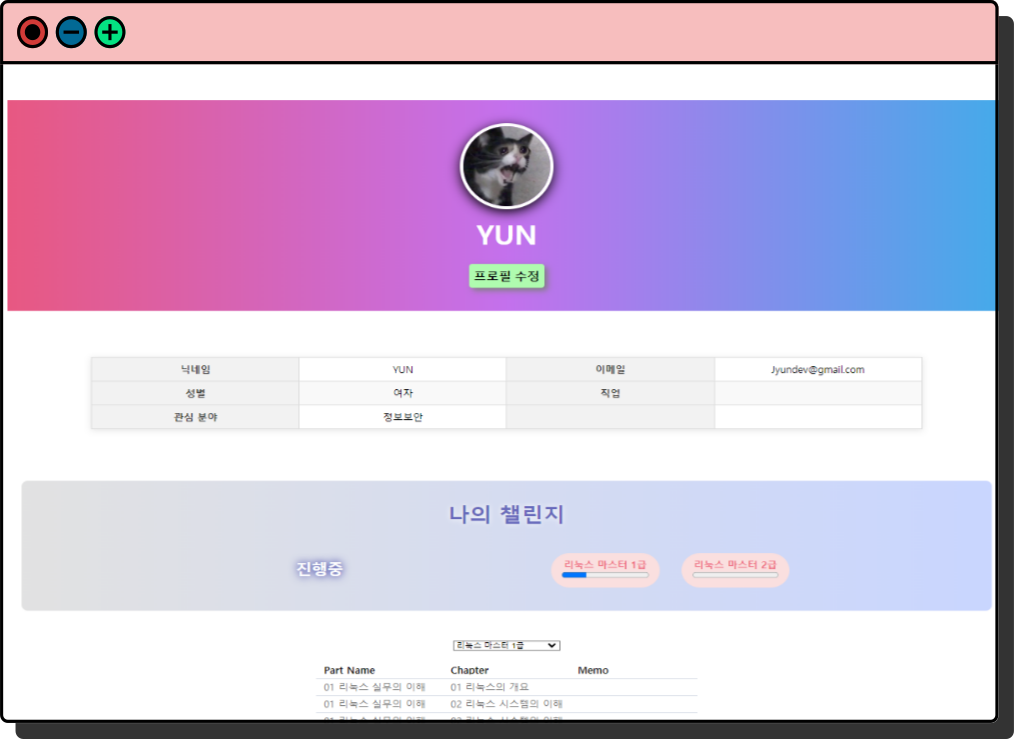 YUN
프로필 수정
닉네임 YUN 이메일 Jyundev@gmail.com
성별 여자 직업
관심 분야 정보보안
나의 챌린지
진행중 리눅스 마스터 1급 리눅스 마스터 2급
리눅스 마스터 1급
Part Name Chapter Memo
01 리눅스 실무의 이해 01 리눅스의 개요
01 리눅스 실무의 이해 02 리눅스 시스템의 이해